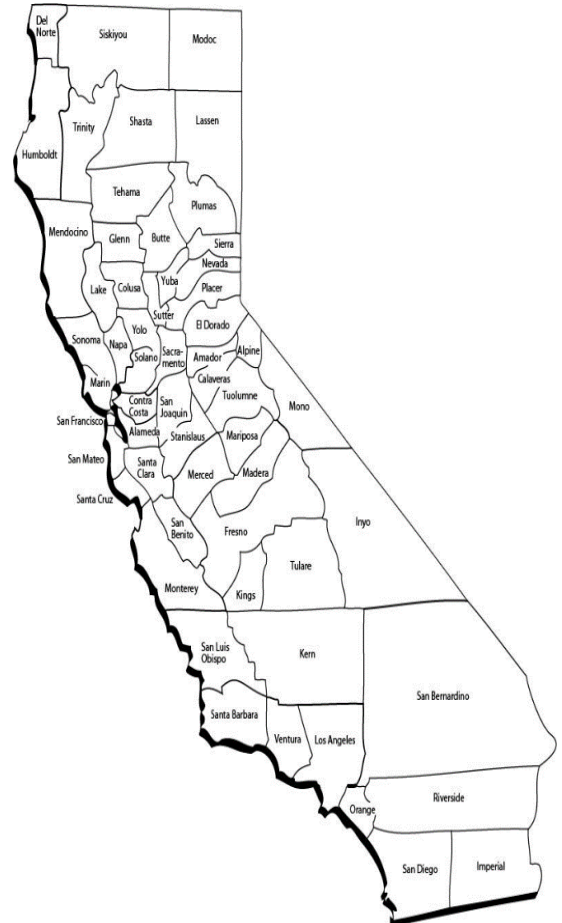 Del
Norte
Siskiyou
Modoc
Trinity
Shasta
Lassen
Humboldt
Tehama
Plumas
Mendocino
Glenn
Butte
Sierra
Nevada
Lake
Colusa
Yuba
Placer
Sutter
Yolo
El Dorado
Sonoma
Napa
Solano
Sacra-
mento
Amador
Alpine
Marin
Calaveras
Contra
Costa
San
Joaquin
Tuolumne
Mono
San Francisco
Alameda
Stanislaus
Mariposa
San Mateo
Santa
Clara
Merced
Madera
Santa Cruz
San
Benito
Fresno
Inyo
Tulare
Monterey
Kings
San Luis
Obispo
Kern
San Bernardino
Santa Barbara
Ventura
Los Angeles
Orange
Riverside
San Diego
Imperial